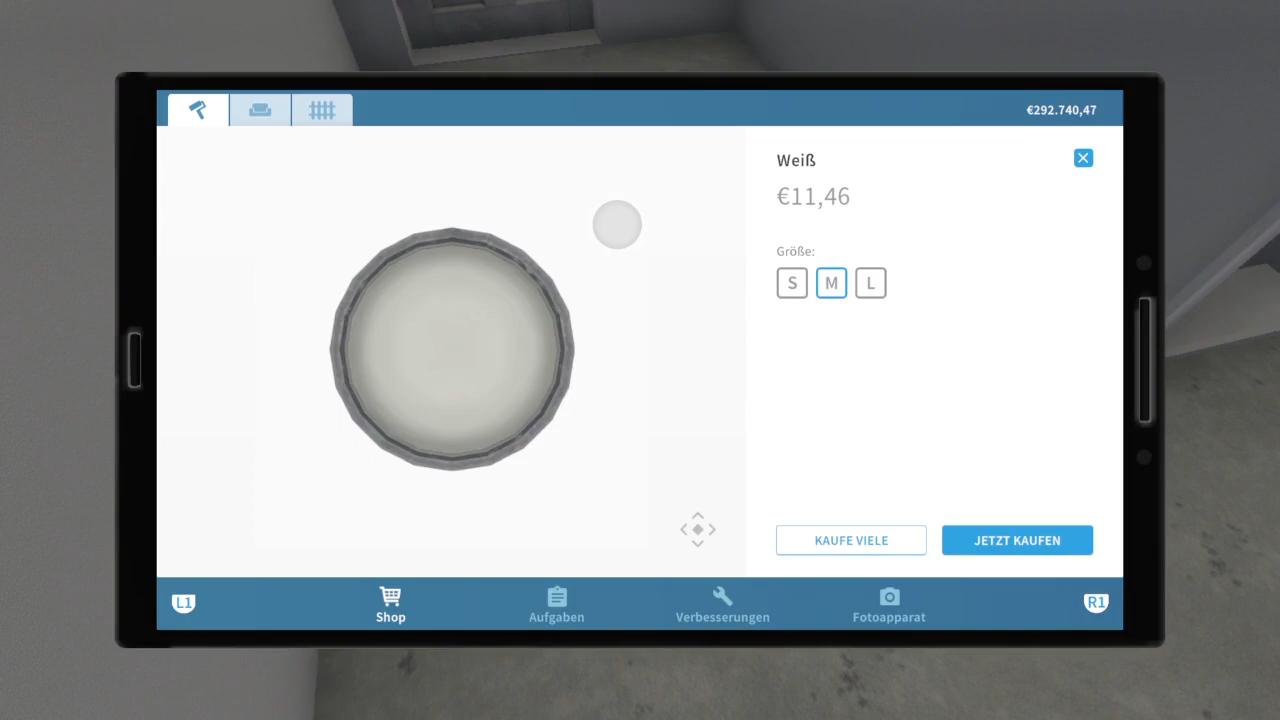 €292.740,47
Weiß
€11,46
Größe:
S M L
KAUFE VIELE JETZT KAUFEN
L1 Shop Aufgaben Verbesserungen Fotoapparat R1